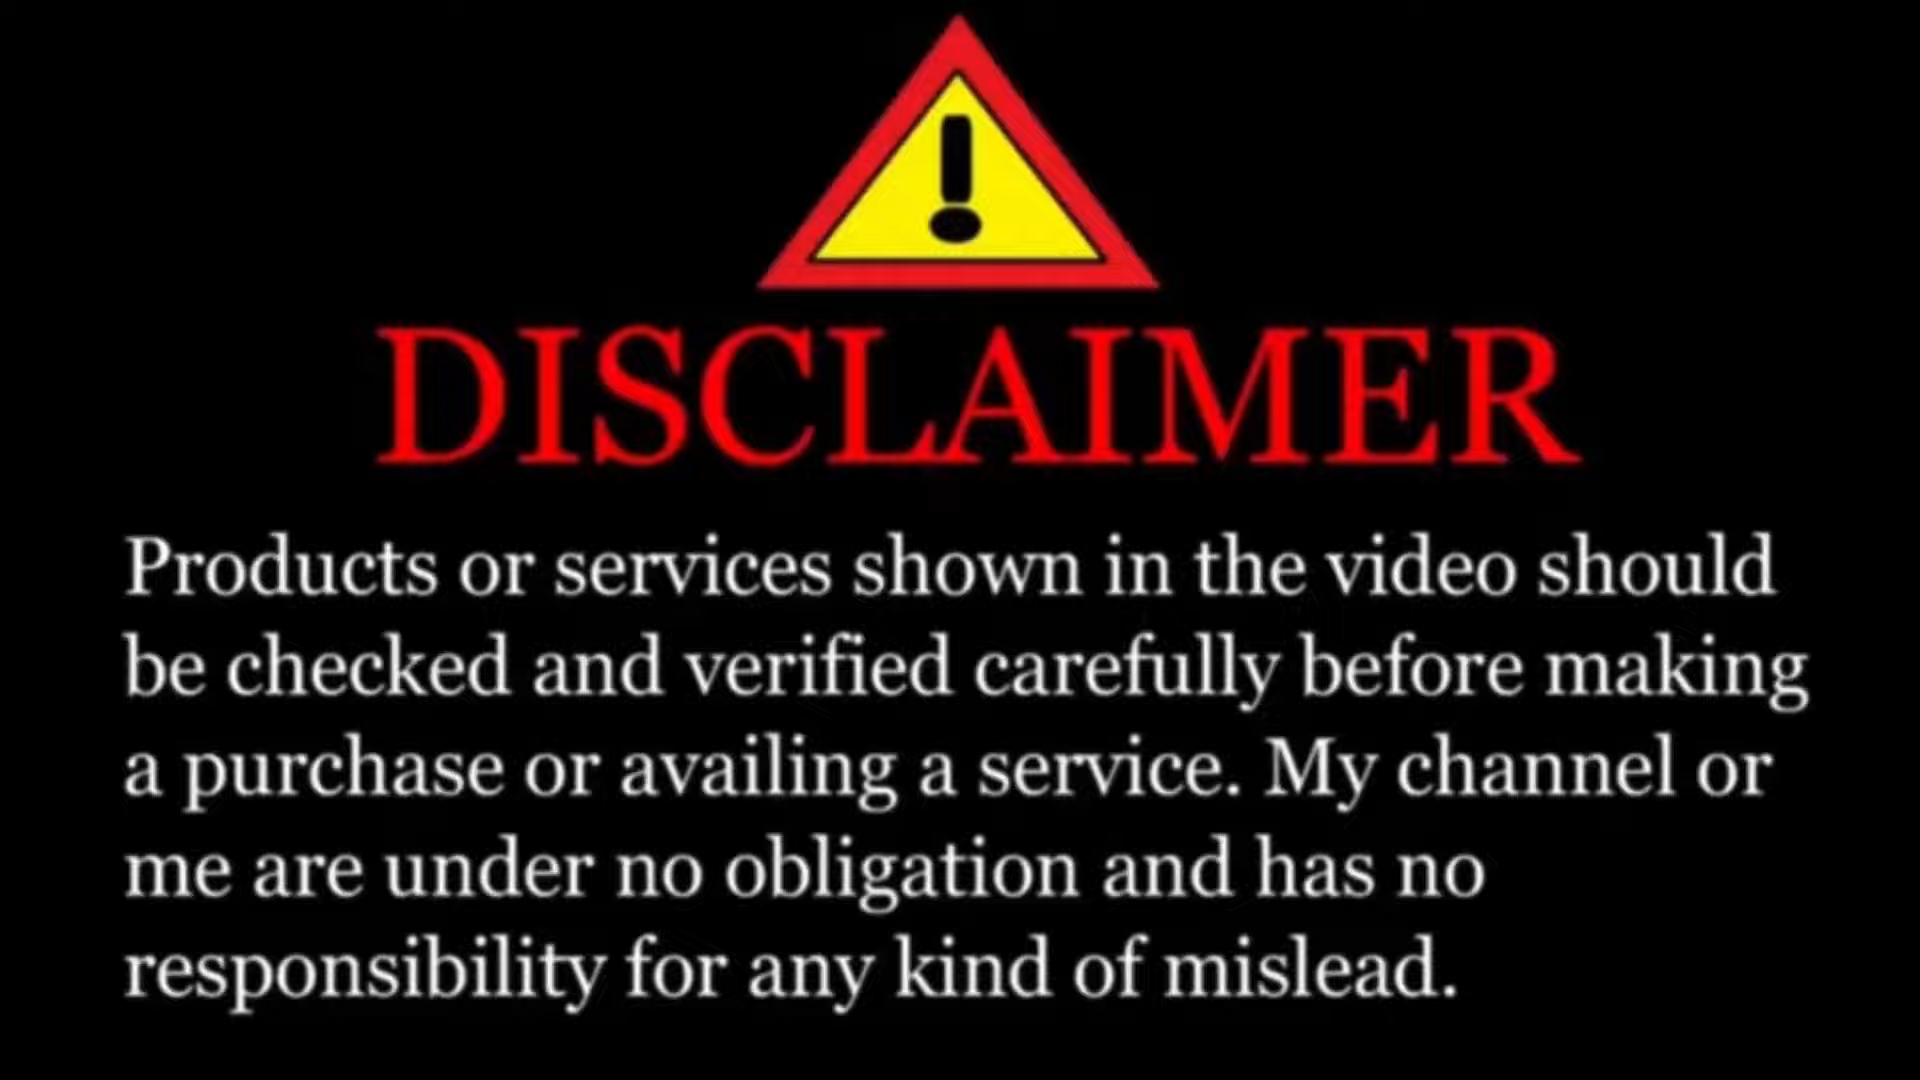 DISCLAIMER
Products or services shown in the video should
be checked and verified carefully before making
a purchase or availing a service. My channel or
me are under no obligation and has no
responsibility for any kind of mislead.